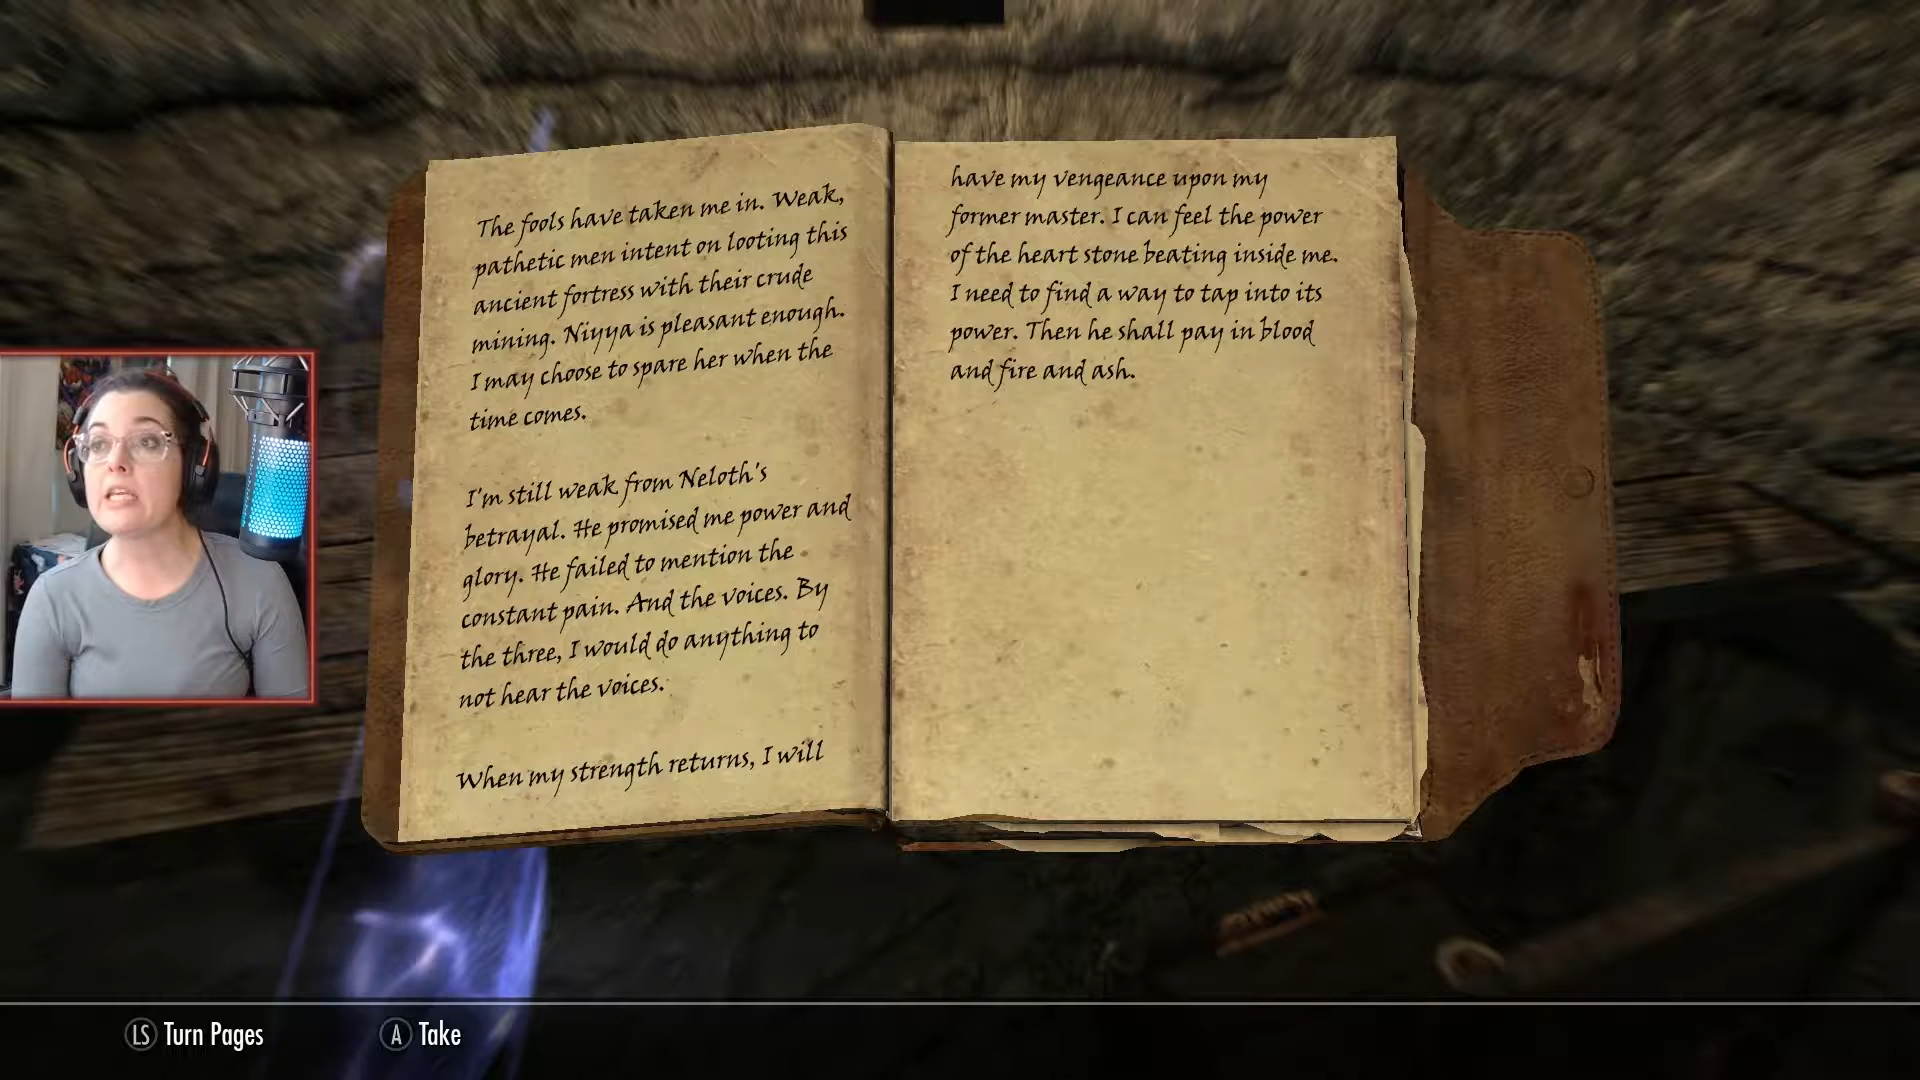 The fools have taken me in. Weak,
pathetic men intent on looting this
ancient fortress with their crude
mining. Niyya is pleasant enough.
I may choose to spare her when the
time comes.
I'm still weak from Neloth's
betrayal. He promised me power and
glory. He failed to mention the
constant pain. And the voices. By
the three, I would do anything to
not hear the voices.
When my strength returns, I will
have my vengeance upon my
former master. I can feel the power
of the heart stone beating inside me.
I need to find a way to tap into its
power. Then he shall pay in blood
and fire and ash.
LS Turn Pages
A Take